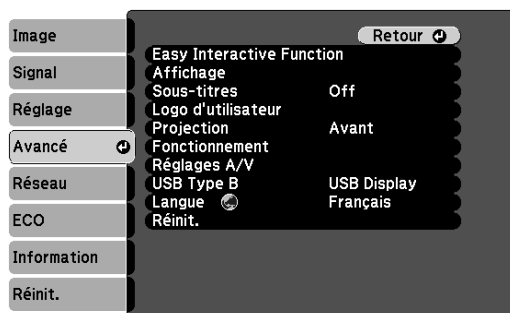 Image
Signal
Réglage
Avancé
Réseau
ECO
Information
Réinit.
Retour
Easy Interactive Function
Affichage
Sous-titres Off
Logo d'utilisateur
Projection Avant
Fonctionnement
Réglages A/V
USB Type B USB Display
Langue Français
Réinit.